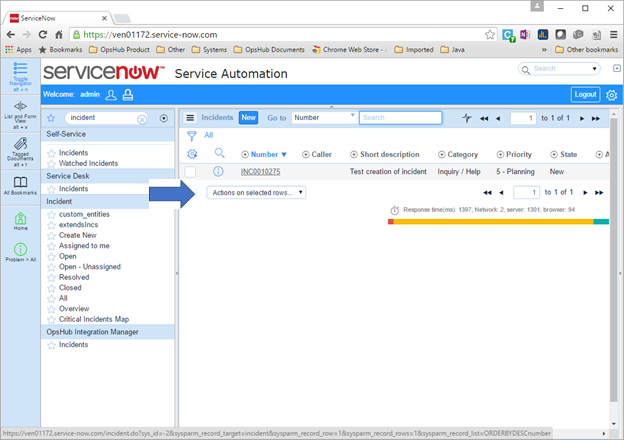 ServiceNow
https://ven01172.service-now.com
Apps
Bookmarks
OpsHub Product
Other
Systems
OpsHub Documents
Chrome Web Store -
Imported
Java
»
Other bookmarks
Toggle
Navigator
alt + n
List and Form
View
alt + v
Tagged
Documents
alt + t
All Bookmarks
Home
Problem > All
servicenow™ Service Automation
Search
Welcome: admin
Logout
incident
Self-Service
Incidents
Watched Incidents
Service Desk
Incidents
Incident
custom_entities
extendsIncs
Create New
Assigned to me
Open
Open - Unassigned
Resolved
Closed
All
Overview
Critical Incidents Map
OpsHub Integration Manager
Incidents
Incidents New Go to Number Search 1 to 1 of 1
All
Number Caller Short description Category Priority State A
INC0010275 Test creation of incident Inquiry / Help 5 - Planning New
Actions on selected rows... 1 to 1 of 1
Response time(ms): 1397, Network: 2, server: 1301, browser: 94
https://ven01172.service-now.com/incident.do?sys_id=-2&sysparm_record_target=incident&sysparm_record_row=1&sysparm_record_rows=1&sysparm_record_list=ORDERBYDESCnumber